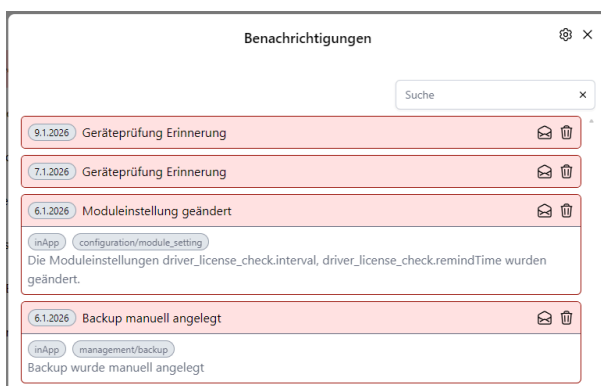 Benachrichtigungen
Suche
9.1.2026 Geräteprüfung Erinnerung
7.1.2026 Geräteprüfung Erinnerung
6.1.2026 Moduleinstellung geändert
inApp configuration/module_setting
Die Moduleinstellungen driver_license_check.interval, driver_license_check.remindTime wurden
geändert.
6.1.2026 Backup manuell angelegt
inApp management/backup
Backup wurde manuell angelegt